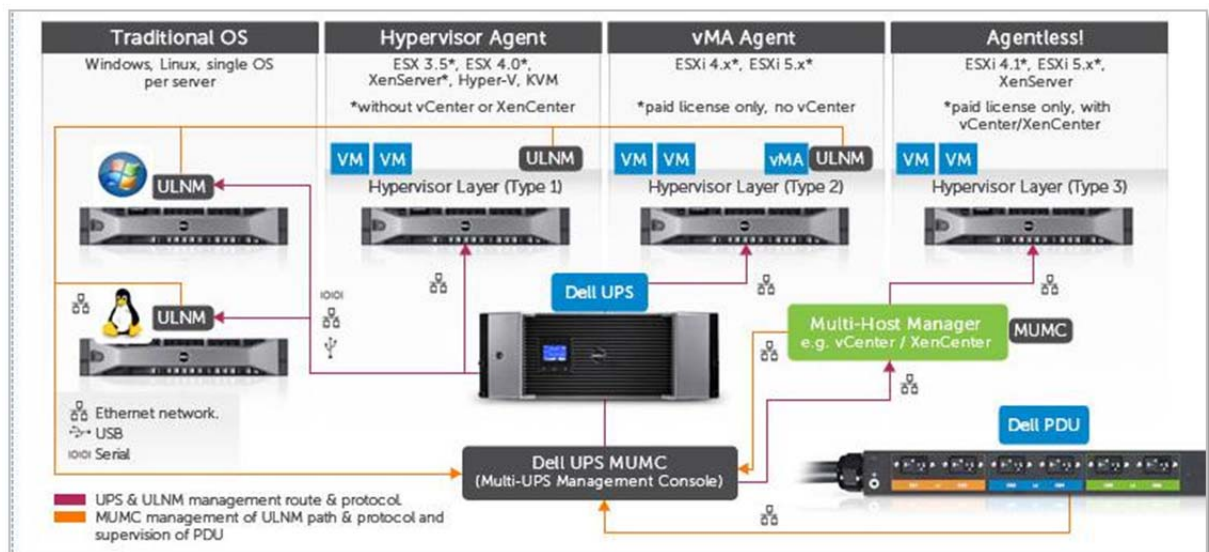 Traditional OS
Windows, Linux, single OS
per server
Hypervisor Agent
ESX 3.5*, ESX 4.0*,
XenServer*, Hyper-V, KVM
*without vCenter or XenCenter
vMA Agent
ESXi 4.x*, ESXi 5.x*
*paid license only, no vCenter
Agentless!
ESXi 4.1*, ESXi 5.x*,
XenServer
*paid license only, with
vCenter/XenCenter
ULNM
VM VM ULNM
Hypervisor Layer (Type 1)
VM VM vMA ULNM
Hypervisor Layer (Type 2)
VM VM
Hypervisor Layer (Type 3)
ULNM
IOIOI
Dell UPS
Multi-Host Manager
e.g. vCenter / XenCenter
MUMC
Ethernet network.
USB
IOIOI Serial
Dell UPS MUMC
(Multi-UPS Management Console)
Dell PDU
UPS & ULNM management route & protocol.
MUMC management of ULNM path & protocol and
supervision of PDU